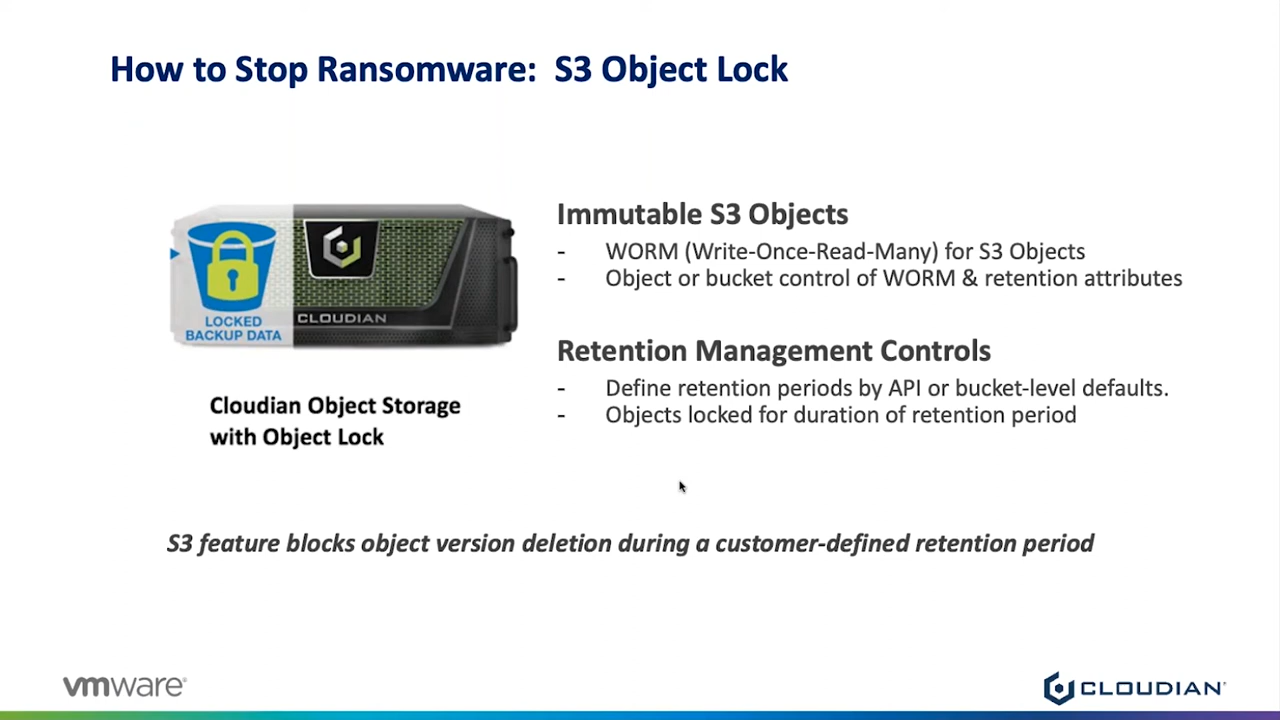 How to Stop Ransomware: S3 Object Lock
LOCKED
BACKUP DATA
CLOUDIAN
Cloudian Object Storage
with Object Lock
Immutable S3 Objects
- WORM (Write-Once-Read-Many) for S3 Objects
- Object or bucket control of WORM & retention attributes
Retention Management Controls
- Define retention periods by API or bucket-level defaults.
- Objects locked for duration of retention period
S3 feature blocks object version deletion during a customer-defined retention period
vmware®
CLOUDIAN